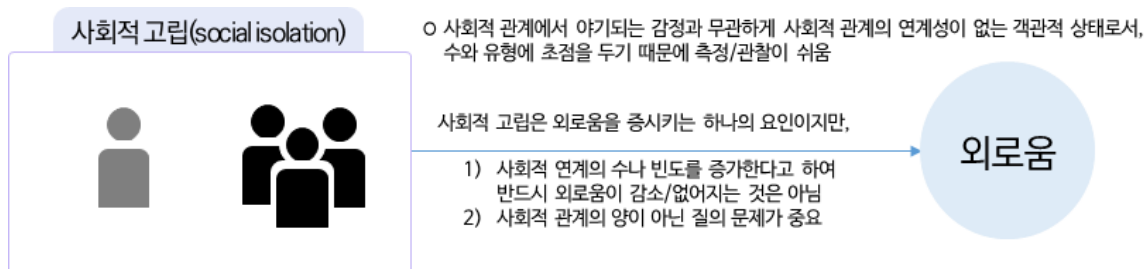 사회적 고립(social isolation)
O 사회적 관계에서 야기되는 감정과 무관하게 사회적 관계의 연계성이 없는 객관적 상태로서,
수와 유형에 초점을 두기 때문에 측정/관찰이 쉬움
사회적 고립은 외로움을 증시키는 하나의 요인이지만,
1) 사회적 연계의 수나 빈도를 증가한다고 하여
반드시 외로움이 감소/없어지는 것은 아님
2) 사회적 관계의 양이 아닌 질의 문제가 중요
외로움